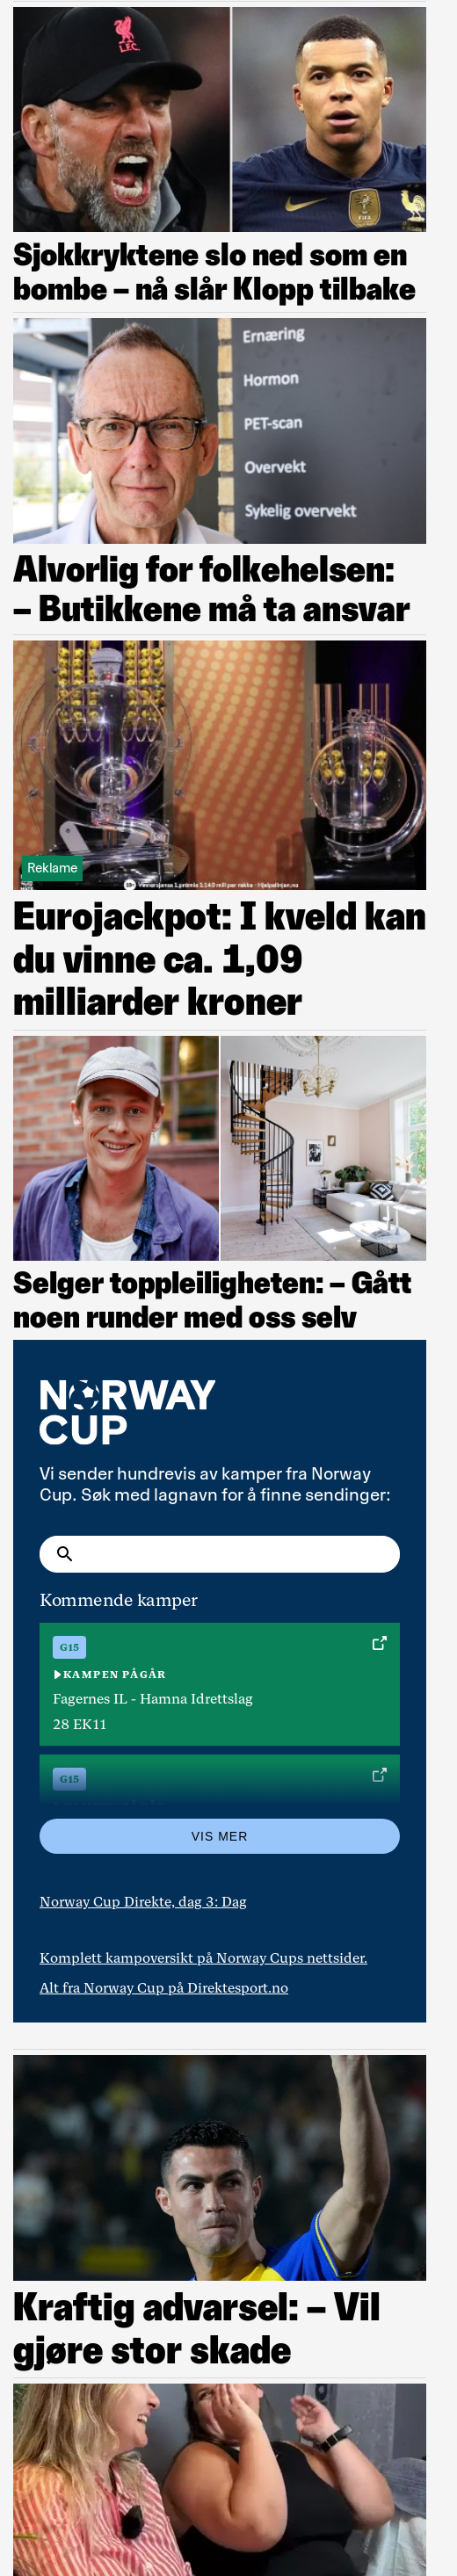 L.F.C.
Sjokkryktene slo ned som en
bombe – nå slår Klopp tilbake
Ernæring
Hormon
PET-scan
Overvekt
Sykelig overvekt
Alvorlig for folkehelsen:
– Butikkene må ta ansvar
Reklame
Eurojackpot: I kveld kan
du vinne ca. 1,09
milliarder kroner
Selger toppleiligheten: – Gått
noen runder med oss selv
NORWAY
CUP
Vi sender hundrevis av kamper fra Norway
Cup. Søk med lagnavn for å finne sendinger:
Kommende kamper
G15
KAMPEN PÅGÅR
Fagernes IL - Hamna Idrettslag
28 EK11
G15
VIS MER
Norway Cup Direkte, dag 3: Dag
Komplett kampoversikt på Norway Cups nettsider.
Alt fra Norway Cup på Direktesport.no
Kraftig advarsel: – Vil
gjøre stor skade